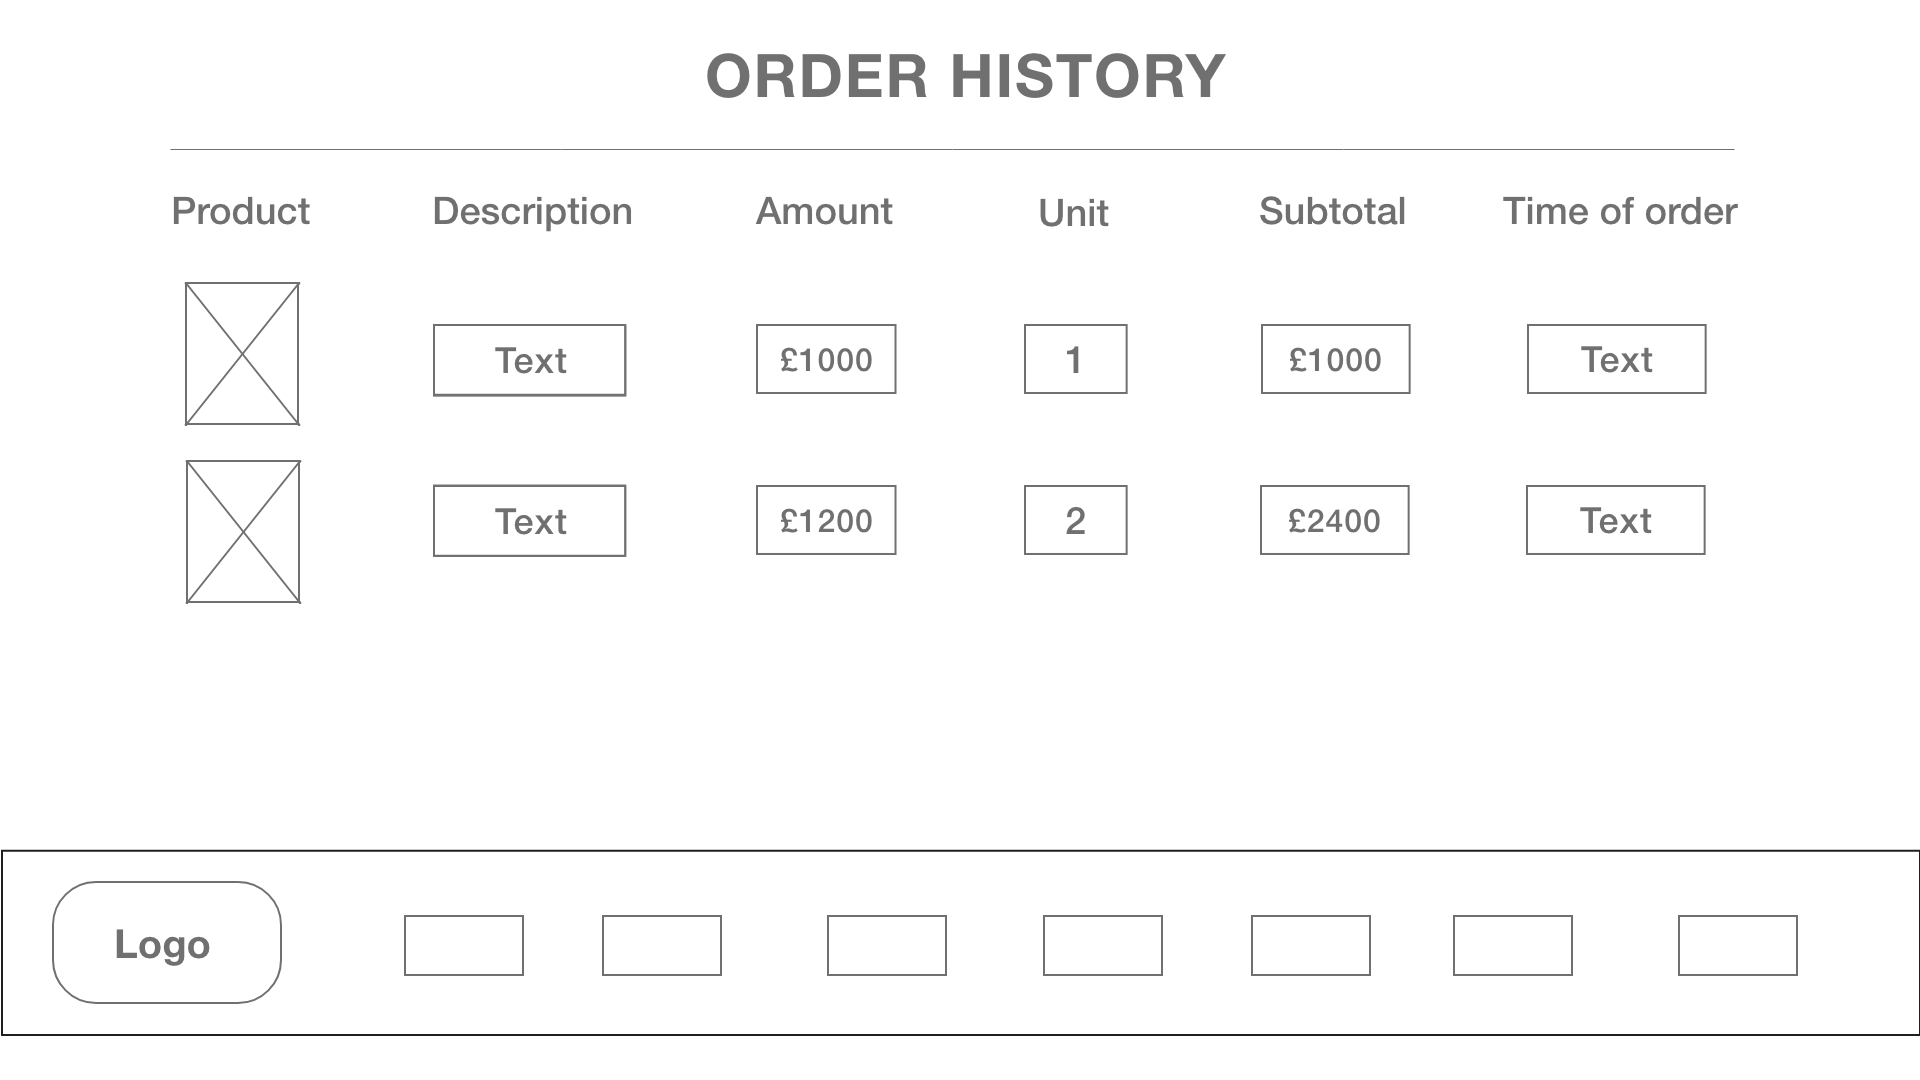 ORDER HISTORY
Product Description Amount Unit Subtotal Time of order
Text £1000 1 £1000 Text
Text £1200 2 £2400 Text
Logo